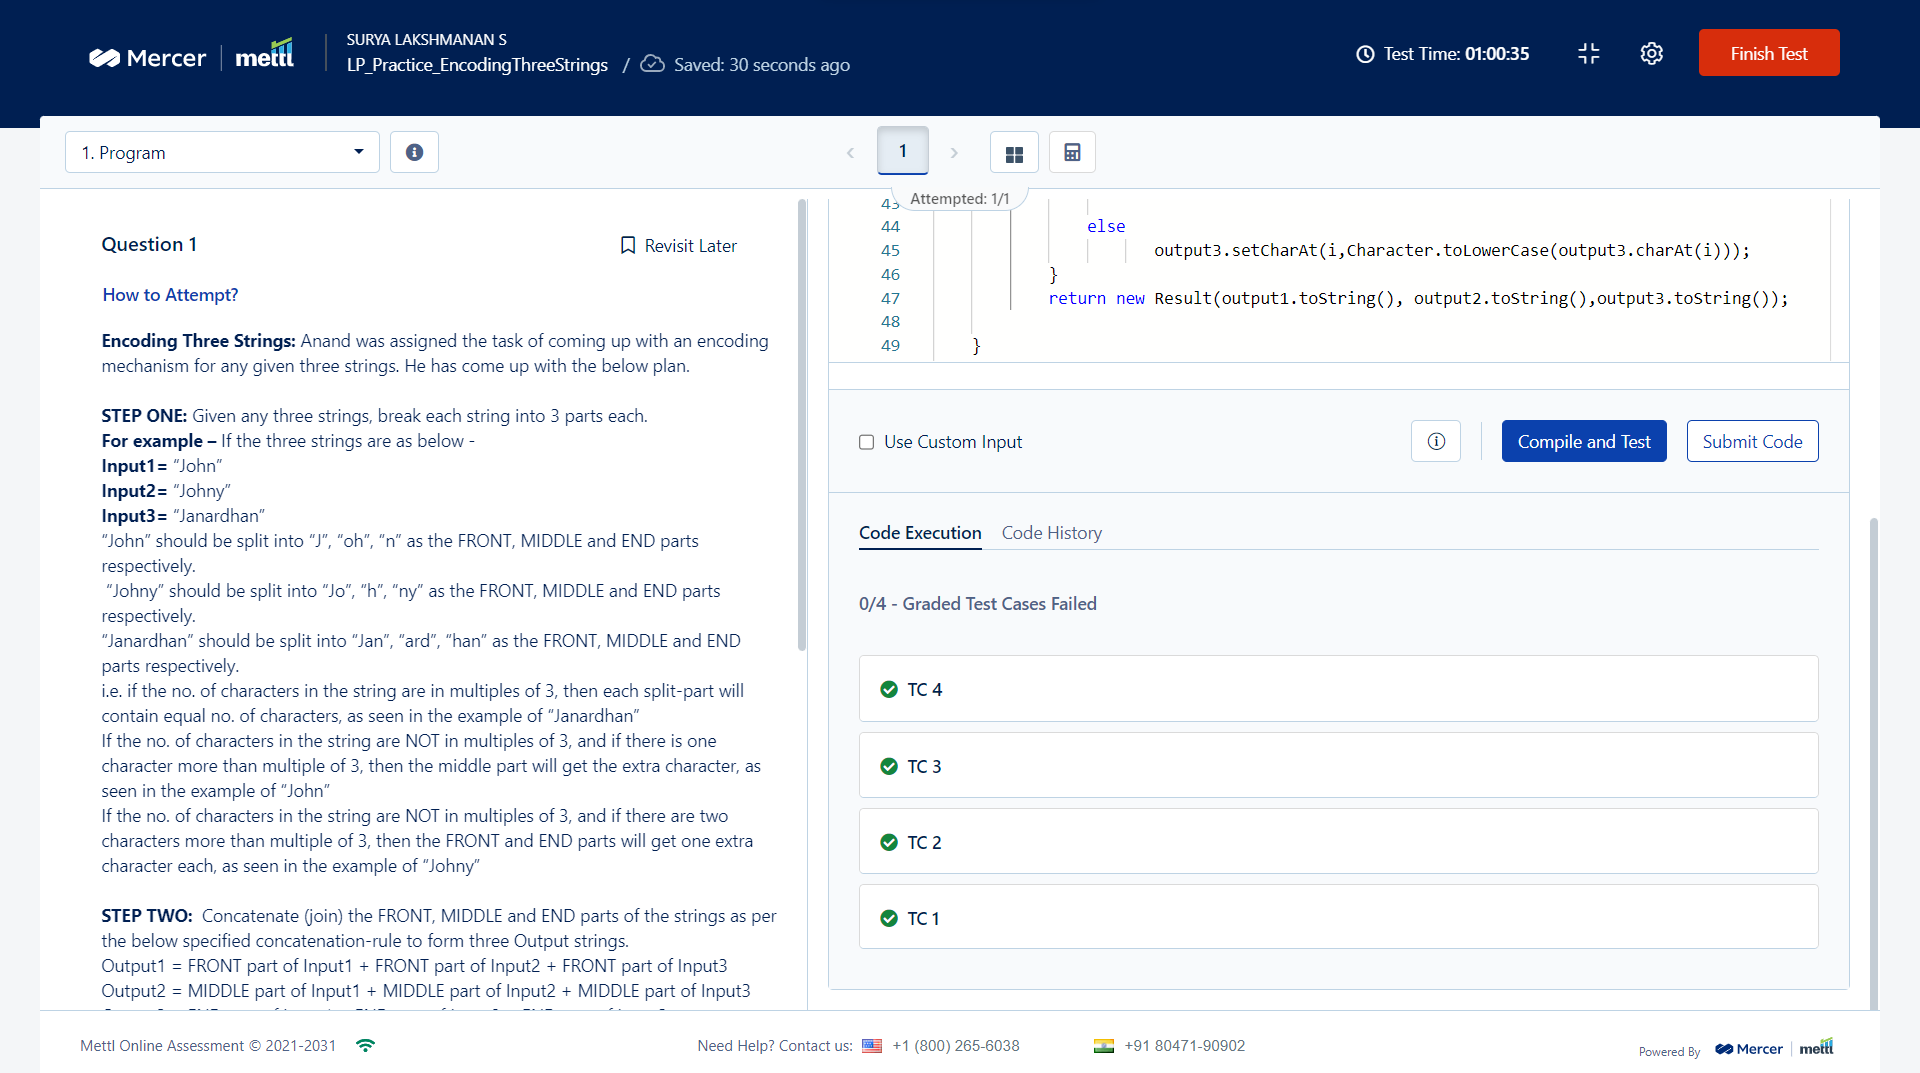 Mercer mettl
SURYA LAKSHMANAN S
LP_Practice_EncodingThreeStrings / Saved: 30 seconds ago
Test Time: 01:00:35
Finish Test
1. Program
1
Attempted: 1/1
Question 1
Revisit Later
How to Attempt?
Encoding Three Strings: Anand was assigned the task of coming up with an encoding
mechanism for any given three strings. He has come up with the below plan.
STEP ONE: Given any three strings, break each string into 3 parts each.
For example – If the three strings are as below -
Input1= “John”
Input2= “Johny”
Input3= “Janardhan”
“John” should be split into “J”, “oh”, “n” as the FRONT, MIDDLE and END parts
respectively.
“Johny” should be split into “Jo”, “h”, “ny” as the FRONT, MIDDLE and END parts
respectively.
“Janardhan” should be split into “Jan”, “ard”, “han” as the FRONT, MIDDLE and END
parts respectively.
i.e. if the no. of characters in the string are in multiples of 3, then each split-part will
contain equal no. of characters, as seen in the example of “Janardhan”
If the no. of characters in the string are NOT in multiples of 3, and if there is one
character more than multiple of 3, then the middle part will get the extra character, as
seen in the example of “John”
If the no. of characters in the string are NOT in multiples of 3, and if there are two
characters more than multiple of 3, then the FRONT and END parts will get one extra
character each, as seen in the example of “Johny”
STEP TWO: Concatenate (join) the FRONT, MIDDLE and END parts of the strings as per
the below specified concatenation-rule to form three Output strings.
Output1 = FRONT part of Input1 + FRONT part of Input2 + FRONT part of Input3
Output2 = MIDDLE part of Input1 + MIDDLE part of Input2 + MIDDLE part of Input3
43
44 else
45 output3.setCharAt(i,Character.toLowerCase(output3.charAt(i)));
46 }
47 return new Result(output1.toString(), output2.toString(),output3.toString());
48
49 }
Use Custom Input
Compile and Test
Submit Code
Code Execution
Code History
0/4 - Graded Test Cases Failed
TC 4
TC 3
TC 2
TC 1
Mettl Online Assessment © 2021-2031
Need Help? Contact us: +1 (800) 265-6038
+91 80471-90902
Powered By Mercer mettl